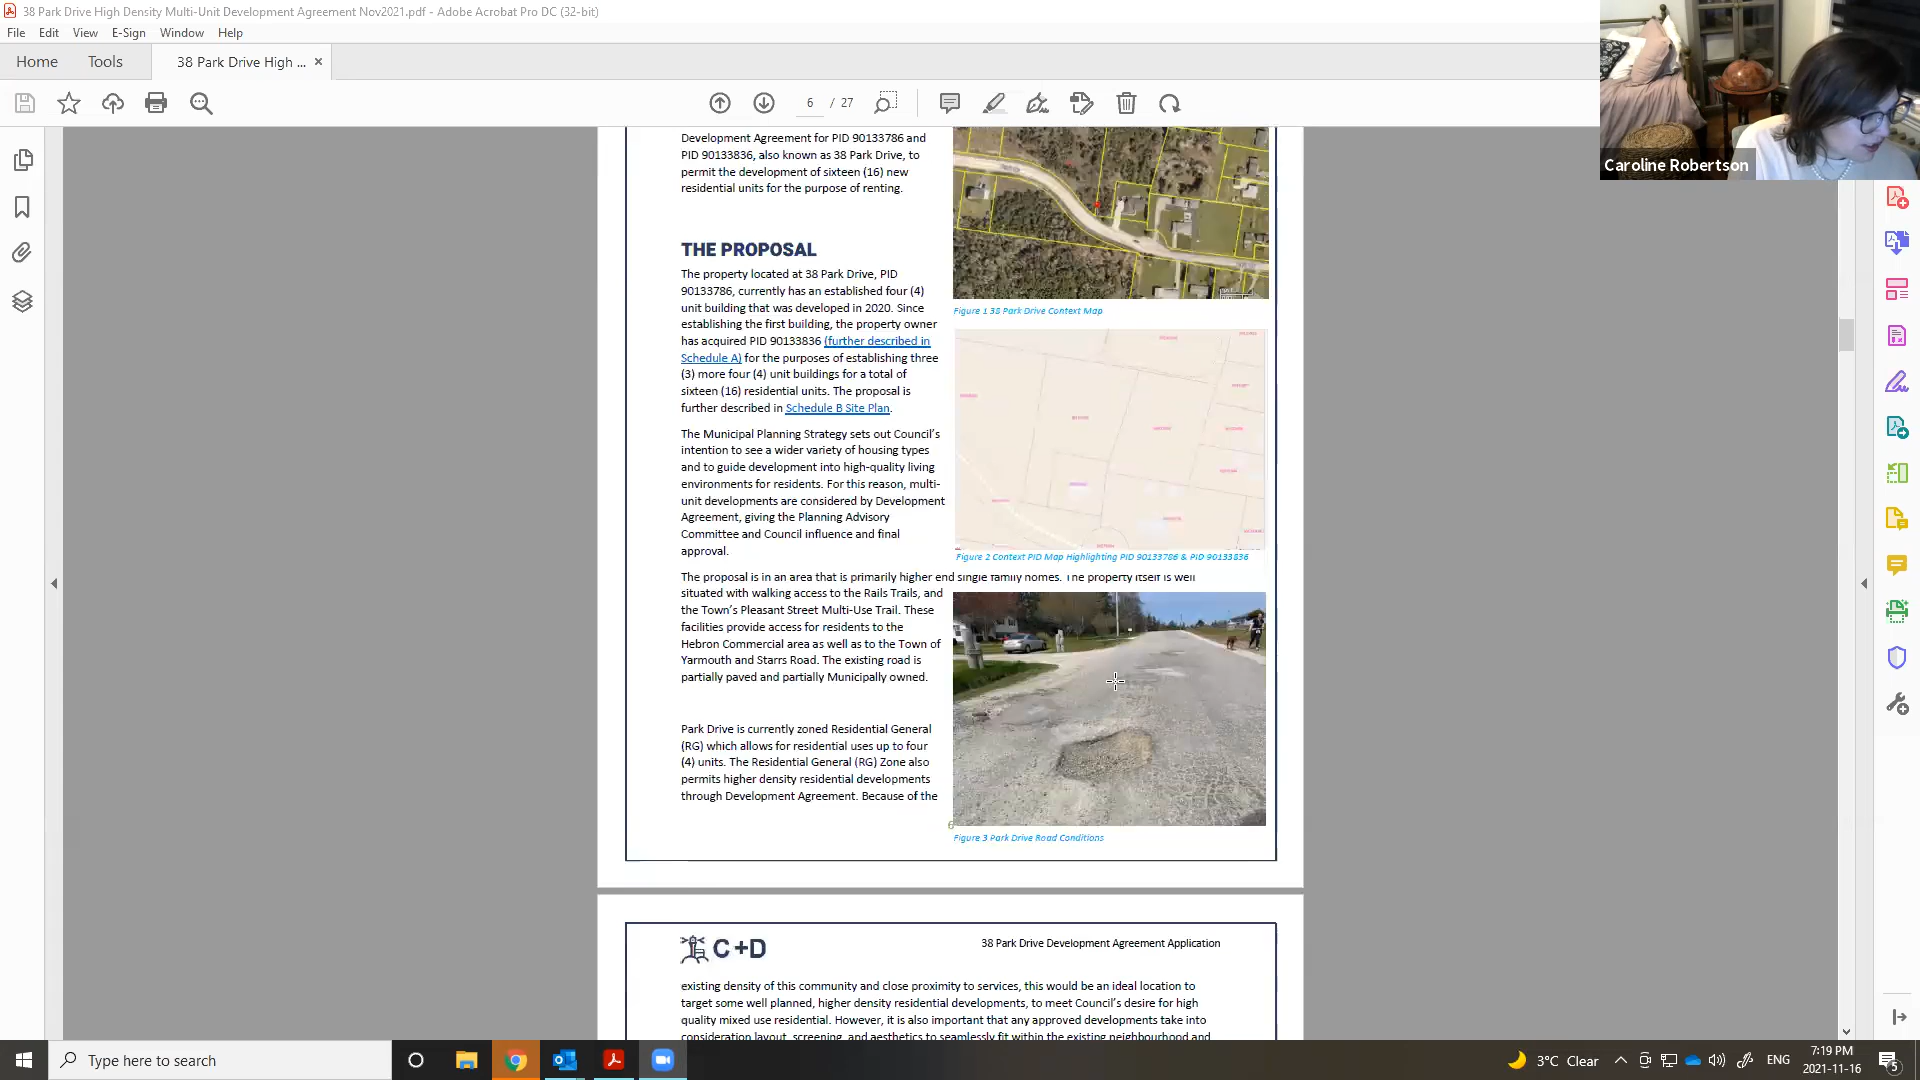 38 Park Drive High Density Multi-Unit Development Agreement Nov2021.pdf - Adobe Acrobat Pro DC (32-bit)
File Edit View E-Sign Window Help
Home Tools 38 Park Drive High ... ×
6 / 27
Caroline Robertson
Development Agreement for PID 90133786 and
PID 90133836, also known as 38 Park Drive, to
permit the development of sixteen (16) new
residential units for the purpose of renting.
THE PROPOSAL
The property located at 38 Park Drive, PID
90133786, currently has an established four (4)
unit building that was developed in 2020. Since
establishing the first building, the property owner
has acquired PID 90133836 (further described in
Schedule A) for the purposes of establishing three
(3) more four (4) unit buildings for a total of
sixteen (16) residential units. The proposal is
further described in Schedule B Site Plan.
The Municipal Planning Strategy sets out Council's
intention to see a wider variety of housing types
and to guide development into high-quality living
environments for residents. For this reason, multi-
unit developments are considered by Development
Agreement, giving the Planning Advisory
Committee and Council influence and final
approval.
The proposal is in an area that is primarily higher end single family homes. The property itself is well
situated with walking access to the Rails Trails, and
the Town's Pleasant Street Multi-Use Trail. These
facilities provide access for residents to the
Hebron Commercial area as well as to the Town of
Yarmouth and Starrs Road. The existing road is
partially paved and partially Municipally owned.
Park Drive is currently zoned Residential General
(RG) which allows for residential uses up to four
(4) units. The Residential General (RG) Zone also
permits higher density residential developments
through Development Agreement. Because of the
6
Figure 1 38 Park Drive Context Map
Figure 2 Context PID Map Highlighting PID 90133786 & PID 90133836
Figure 3 Park Drive Road Conditions
C+D
38 Park Drive Development Agreement Application
existing density of this community and close proximity to services, this would be an ideal location to
target some well planned, higher density residential developments, to meet Council's desire for high
quality mixed use residential. However, it is also important that any approved developments take into
consideration layout, screening, and aesthetics to seamlessly fit within the existing neighbourhood and
Type here to search
3°C Clear
ENG
7:19 PM
2021-11-16
5